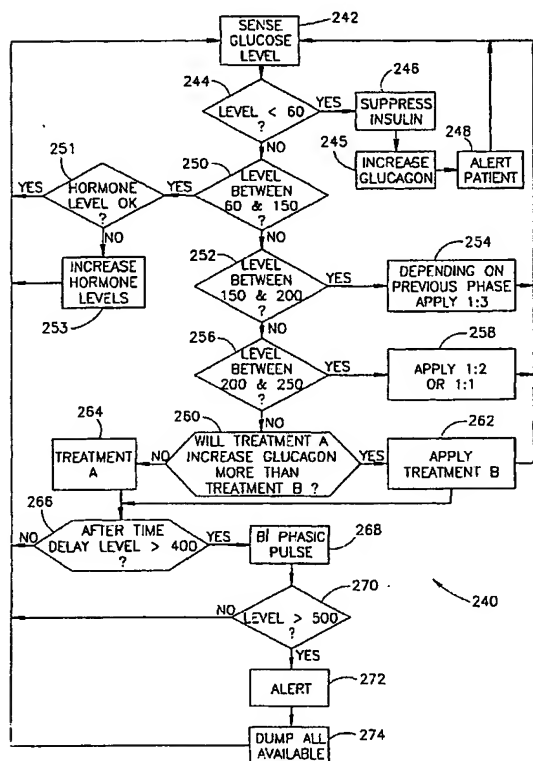 SENSE
GLUCOSE
LEVEL
242
244
LEVEL < 60
?
YES
NO
246
SUPPRESS
INSULIN
245
INCREASE
GLUCAGON
248
ALERT
PATIENT
251
YES
HORMONE
LEVEL OK
?
NO
YES
250
LEVEL
BETWEEN
60 & 150
?
NO
INCREASE
HORMONE
LEVELS
253
252
LEVEL
BETWEEN
150 & 200
?
YES
NO
254
DEPENDING ON
PREVIOUS PHASE
APPLY 1:3
256
LEVEL
BETWEEN
200 & 250
?
YES
NO
258
APPLY 1:2
OR 1:1
260
WILL TREATMENT A
INCREASE GLUCAGON
MORE THAN
TREATMENT B ?
NO
YES
264
TREATMENT
A
262
APPLY
TREATMENT B
266
NO
AFTER TIME
DELAY LEVEL > 400
?
YES
268
BI PHASIC
PULSE
270
NO
LEVEL > 500
?
YES
240
ALERT
272
DUMP ALL
AVAILABLE
274